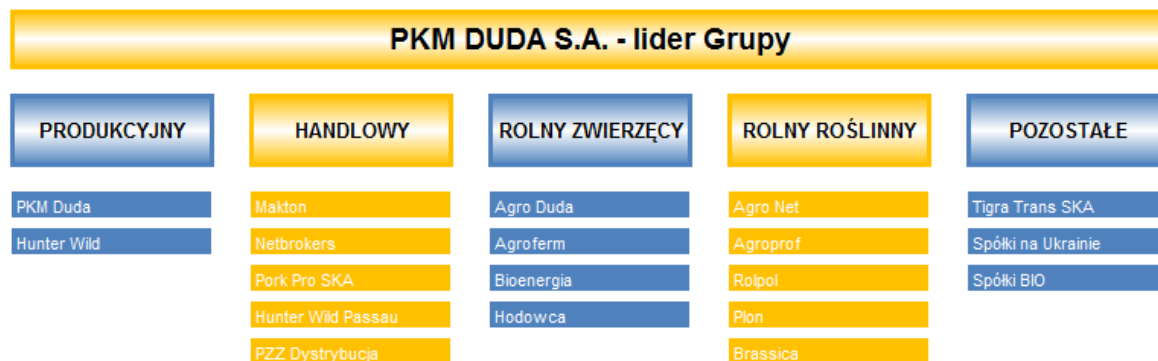 PKM DUDA S.A. - lider Grupy
PRODUKCYJNY
HANDLOWY
ROLNY ZWIERZĘCY
ROLNY ROŚLINNY
POZOSTAŁE
PKM Duda
Makton
Agro Duda
Agro Net
Tigra Trans SKA
Hunter Wild
Netbrokers
Agroferm
Agroprof
Spółki na Ukrainie
Pork Pro SKA
Bioenergia
Rolpol
Spółki BIO
Hunter Wild Passau
Hodowca
Plon
PZZ Dystrybucja
Brassica